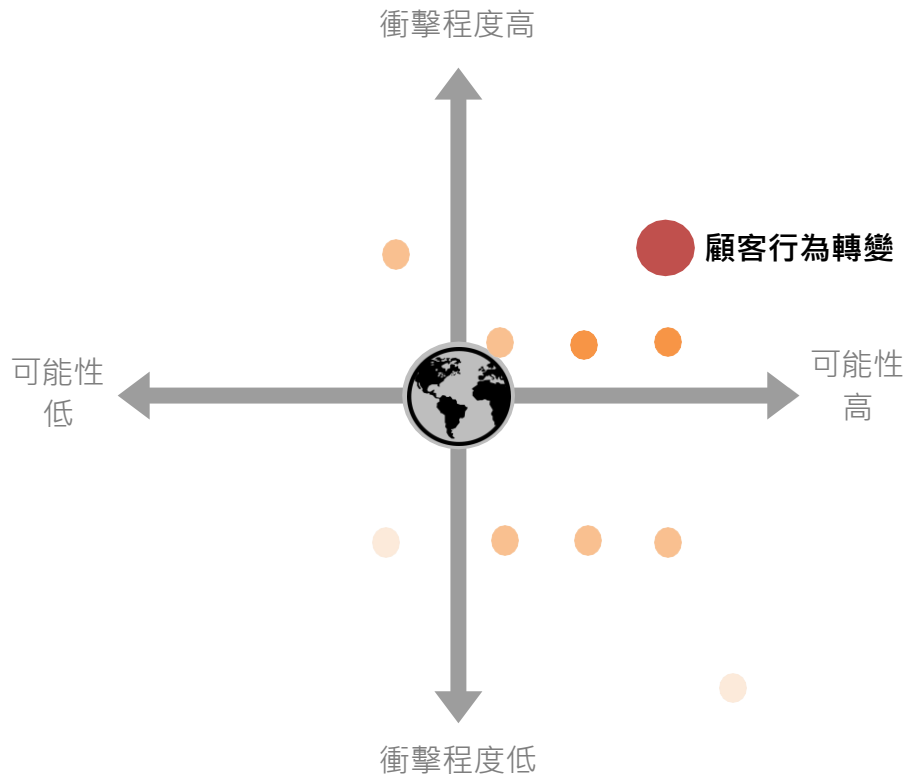 衝擊程度高
顧客行為轉變
可能性
低
可能性
高
衝擊程度低